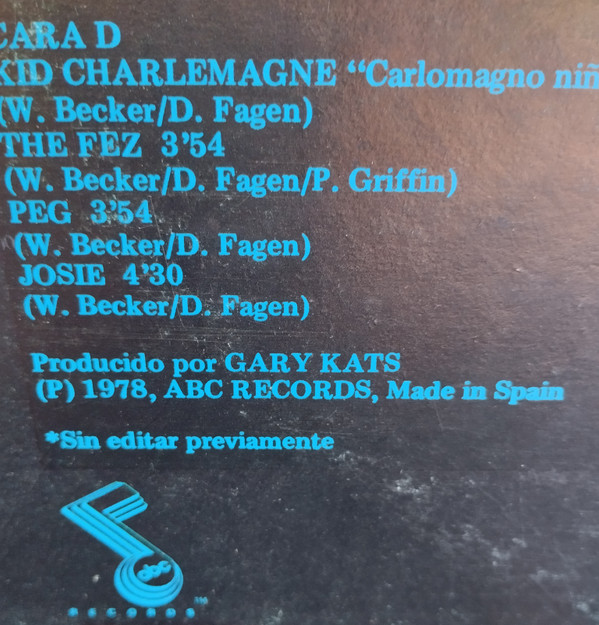 CARA D
KID CHARLEMAGNE “Carlomagno niñ
(W. Becker/D. Fagen)
THE FEZ 3'54
(W. Becker/D. Fagen/P. Griffin)
PEG 3'54
(W. Becker/D. Fagen)
JOSIE 4'30
(W. Becker/D. Fagen)
Producido por GARY KATS
(P) 1978, ABC RECORDS, Made in Spain
*Sin editar previamente
abc
RECORDS TM